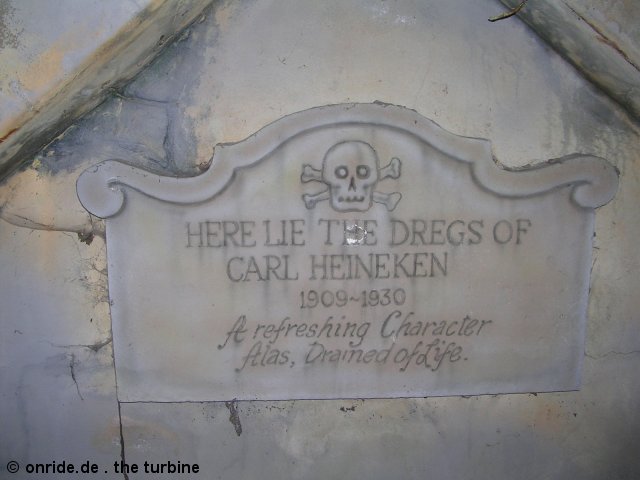 HERE LIE THE DREGS OF
CARL HEINEKEN
1909~1930
A refreshing Character
Alas, Drained of Life.
© onride.de . the turbine